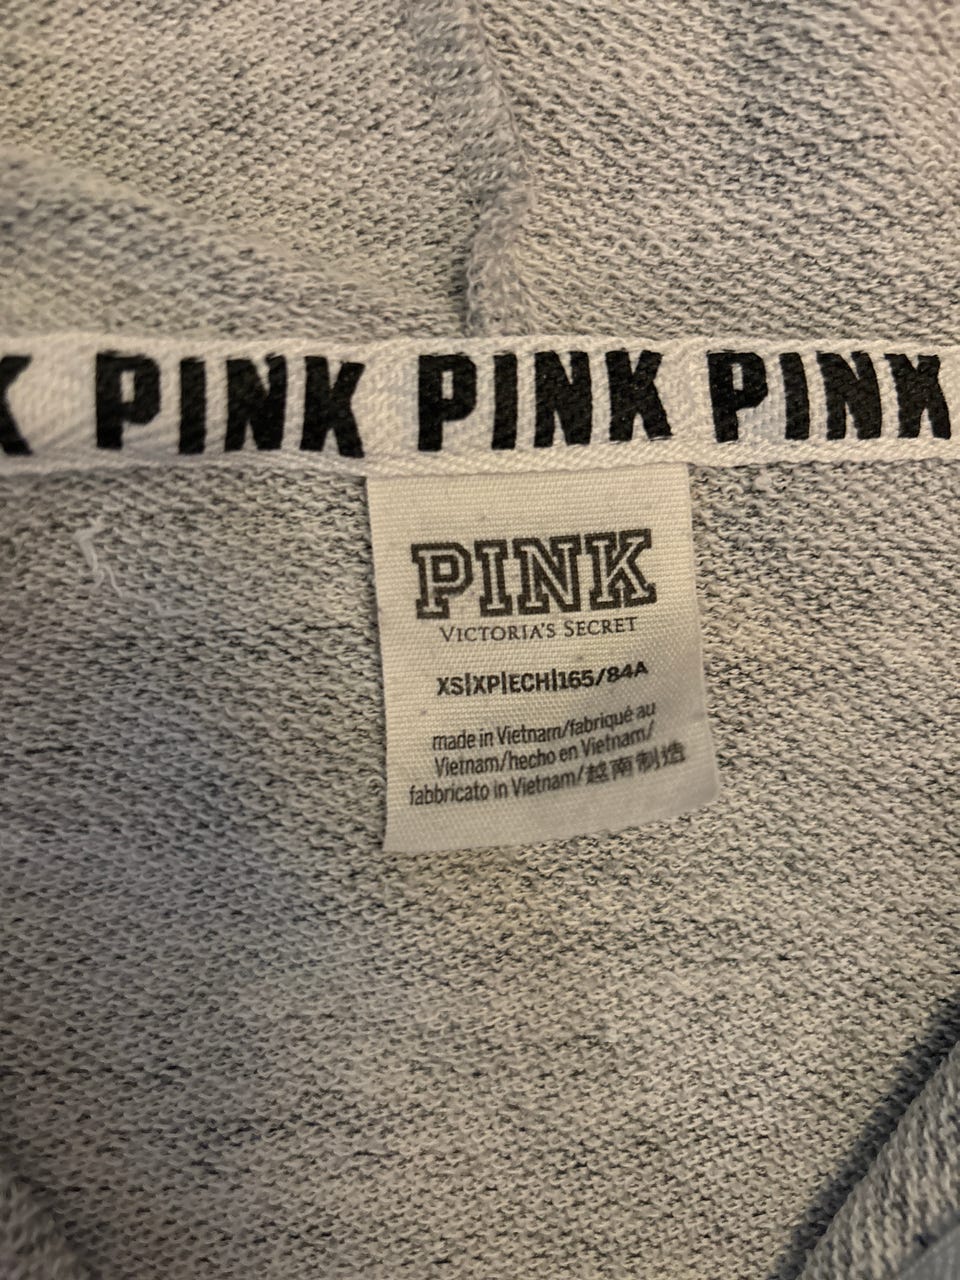 K PINK PINK PINK
PINK
VICTORIA'S SECRET
XS|XP|ECH|165/84A
made in Vietnam/fabriqué au
Vietnam/hecho en Vietnam/
fabbricato in Vietnam/越南制造